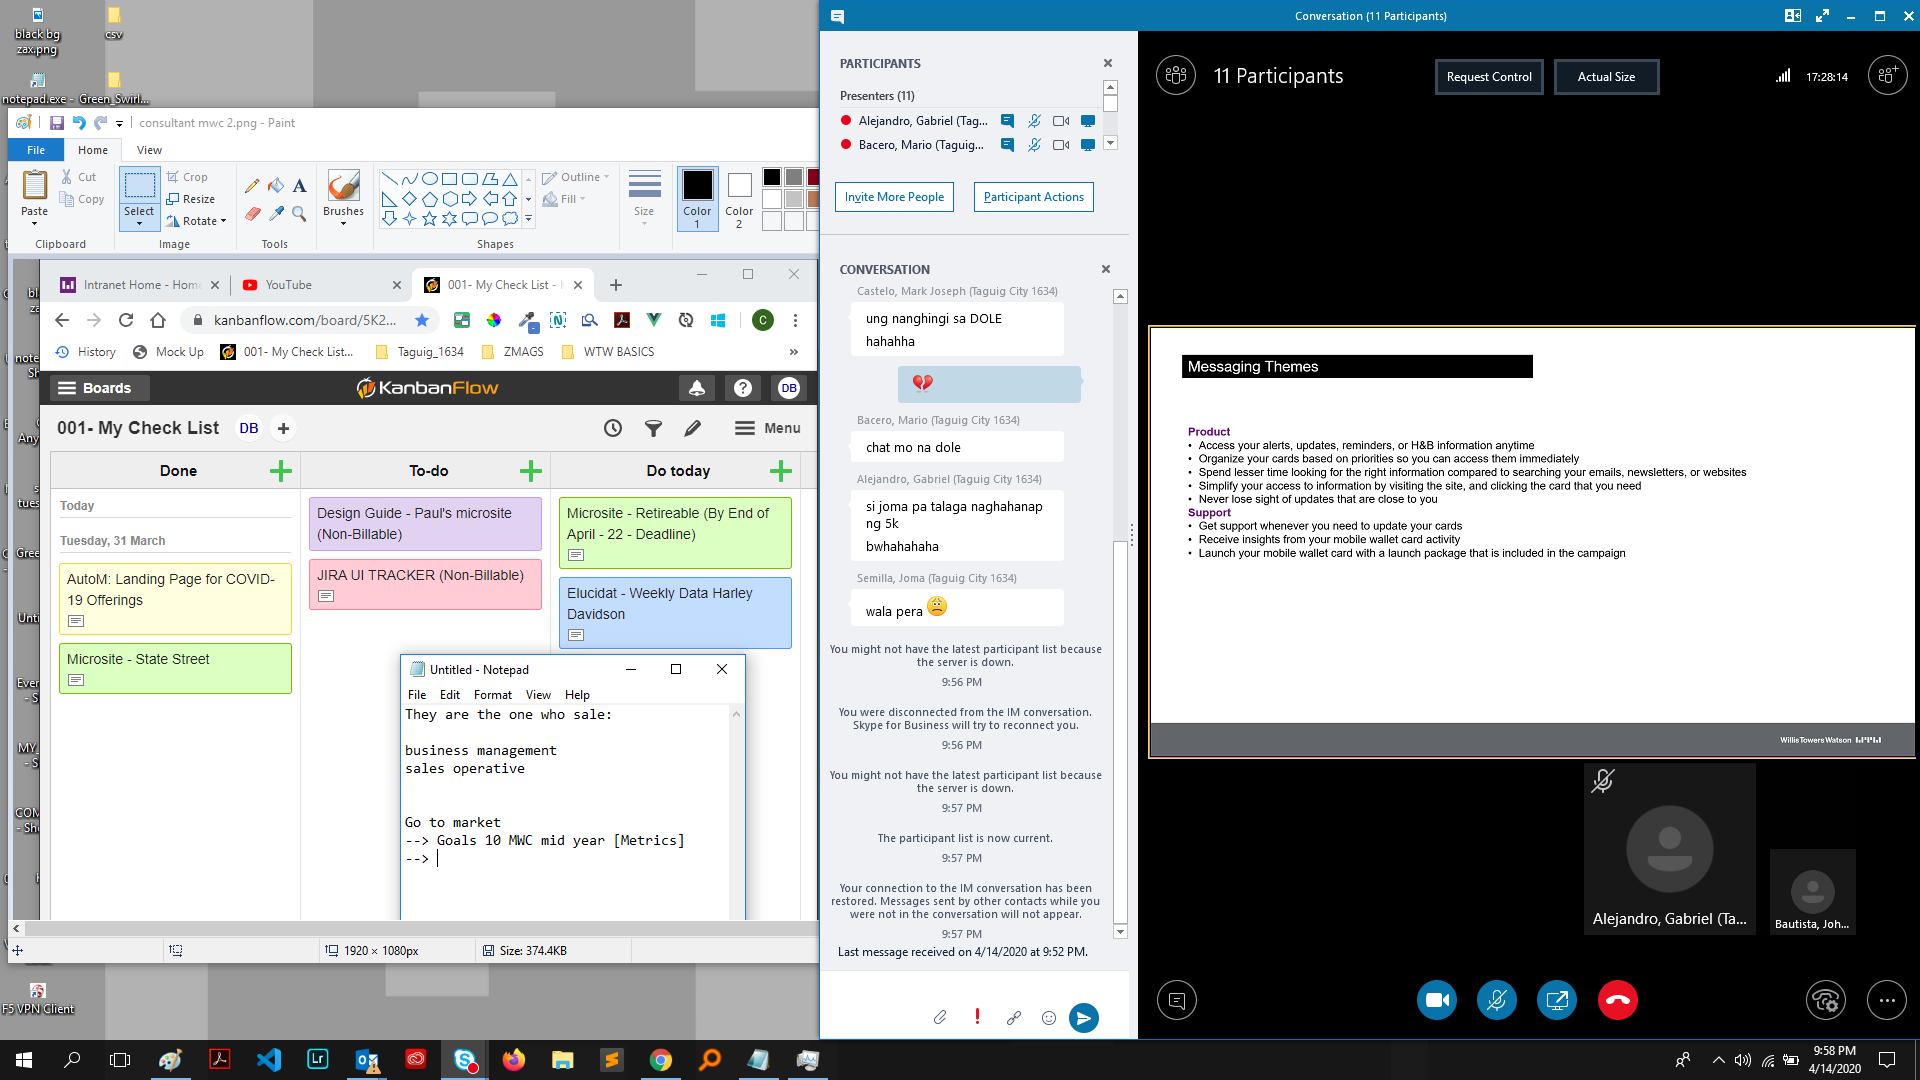 black bg
zax.png
csv
notepad.exe -
Green_Swirl...
consultant mwc 2.png - Paint
File
Home
View
Paste
Cut
Copy
Clipboard
Select
Crop
Resize
Rotate
Image
Tools
Brushes
Shapes
Outline
Fill
Size
Color
1
Color
2
Intranet Home - Home
YouTube
001- My Check List -
kanbanflow.com/board/5K2...
C
History
Mock Up
001- My Check List...
Taguig_1634
ZMAGS
WTW BASICS
»
Boards
KanbanFlow
DB
001- My Check List
DB
Menu
Done
To-do
Do today
Today
Tuesday, 31 March
AutoM: Landing Page for COVID-
19 Offerings
Microsite - State Street
Design Guide - Paul's microsite
(Non-Billable)
JIRA UI TRACKER (Non-Billable)
Microsite - Retireable (By End of
April - 22 - Deadline)
Elucidat - Weekly Data Harley
Davidson
Untitled - Notepad
File Edit Format View Help
They are the one who sale:
business management
sales operative
Go to market
--> Goals 10 MWC mid year [Metrics]
-->
1920 × 1080px
Size: 374.4KB
F5 VPN Client
Conversation (11 Participants)
PARTICIPANTS
Presenters (11)
Alejandro, Gabriel (Tag...
Bacero, Mario (Taguig...
Invite More People
Participant Actions
CONVERSATION
Castelo, Mark Joseph (Taguig City 1634)
ung nanghingi sa DOLE
hahahha
Bacero, Mario (Taguig City 1634)
chat mo na dole
Alejandro, Gabriel (Taguig City 1634)
si joma pa talaga naghahanap
ng 5k
bwhahahaha
Semilla, Joma (Taguig City 1634)
wala pera
You might not have the latest participant list because
the server is down.
9:56 PM
You were disconnected from the IM conversation.
Skype for Business will try to reconnect you.
9:56 PM
You might not have the latest participant list because
the server is down.
9:57 PM
The participant list is now current.
9:57 PM
Your connection to the IM conversation has been
restored. Messages sent by other contacts while you
were not in the conversation will not appear.
9:57 PM
Last message received on 4/14/2020 at 9:52 PM.
11 Participants
Request Control
Actual Size
17:28:14
Messaging Themes
Product
• Access your alerts, updates, reminders, or H&B information anytime
• Organize your cards based on priorities so you can access them immediately
• Spend lesser time looking for the right information compared to searching your emails, newsletters, or websites
• Simplify your access to information by visiting the site, and clicking the card that you need
• Never lose sight of updates that are close to you
Support
• Get support whenever you need to update your cards
• Receive insights from your mobile wallet card activity
• Launch your mobile wallet card with a launch package that is included in the campaign
WillisTowersWatson
Alejandro, Gabriel (Ta...
Bautista, Joh...
Lr
9:58 PM
4/14/2020